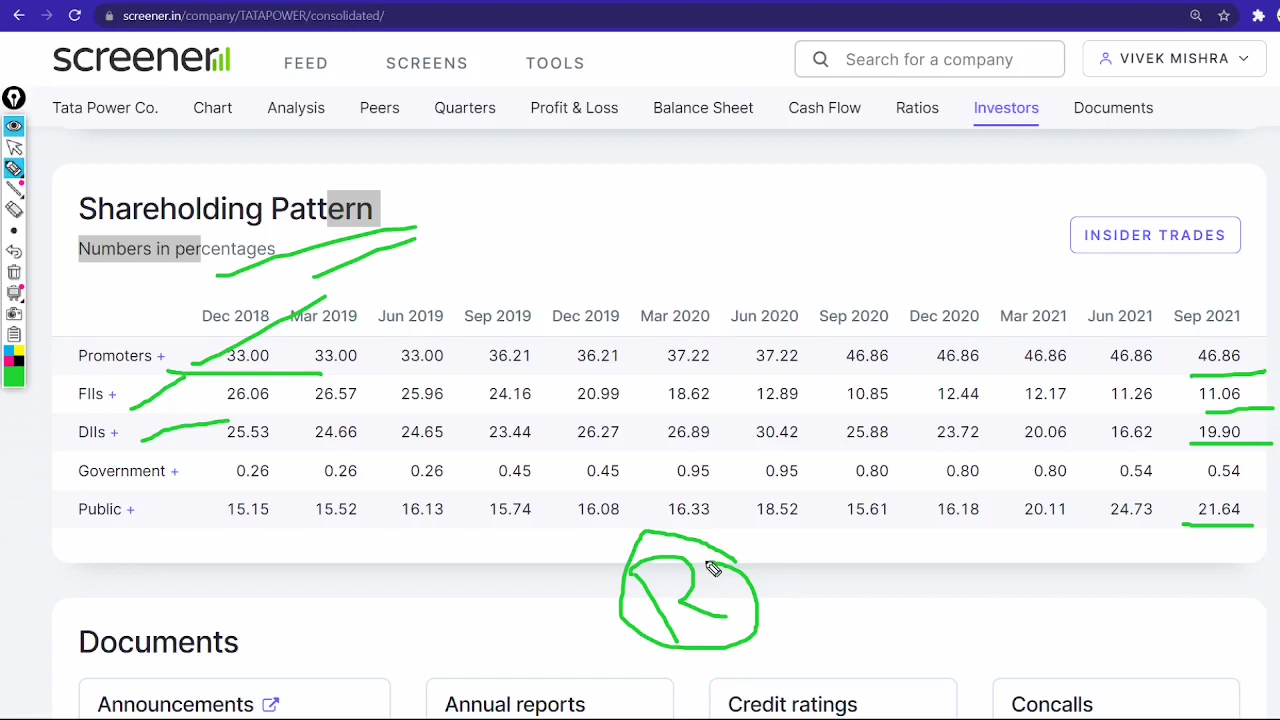 screener.in/company/TATAPOWER/consolidated/
screener FEED SCREENS TOOLS Search for a company VIVEK MISHRA
Tata Power Co. Chart Analysis Peers Quarters Profit & Loss Balance Sheet Cash Flow Ratios Investors Documents
Shareholding Pattern
Numbers in percentages
INSIDER TRADES
Dec 2018 Mar 2019 Jun 2019 Sep 2019 Dec 2019 Mar 2020 Jun 2020 Sep 2020 Dec 2020 Mar 2021 Jun 2021 Sep 2021
Promoters + 33.00 33.00 33.00 36.21 36.21 37.22 37.22 46.86 46.86 46.86 46.86 46.86
FIIs + 26.06 26.57 25.96 24.16 20.99 18.62 12.89 10.85 12.44 12.17 11.26 11.06
DIIs + 25.53 24.66 24.65 23.44 26.27 26.89 30.42 25.88 23.72 20.06 16.62 19.90
Government + 0.26 0.26 0.26 0.45 0.45 0.95 0.95 0.80 0.80 0.80 0.54 0.54
Public + 15.15 15.52 16.13 15.74 16.08 16.33 18.52 15.61 16.18 20.11 24.73 21.64
R
Documents
Announcements Annual reports Credit ratings Concalls